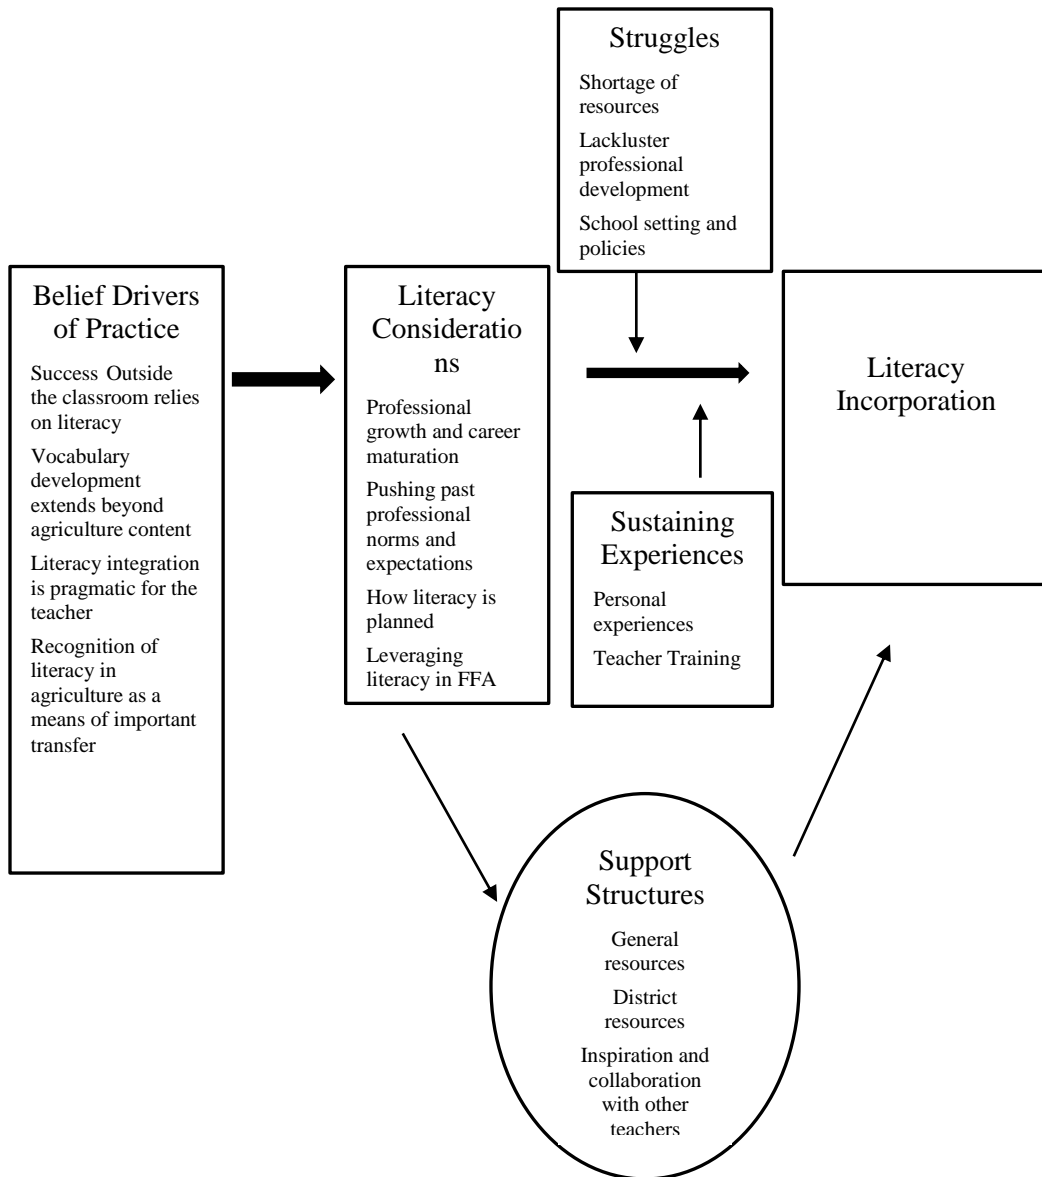 Struggles
Shortage of
resources
Lackluster
professional
development
School setting and
policies
Belief Drivers
of Practice
Success Outside
the classroom relies
on literacy
Vocabulary
development
extends beyond
agriculture content
Literacy integration
is pragmatic for the
teacher
Recognition of
literacy in
agriculture as a
means of important
transfer
Literacy
Consideratio
ns
Professional
growth and career
maturation
Pushing past
professional
norms and
expectations
How literacy is
planned
Leveraging
literacy in FFA
Sustaining
Experiences
Personal
experiences
Teacher Training
Literacy
Incorporation
Support
Structures
General
resources
District
resources
Inspiration and
collaboration
with other
teachers